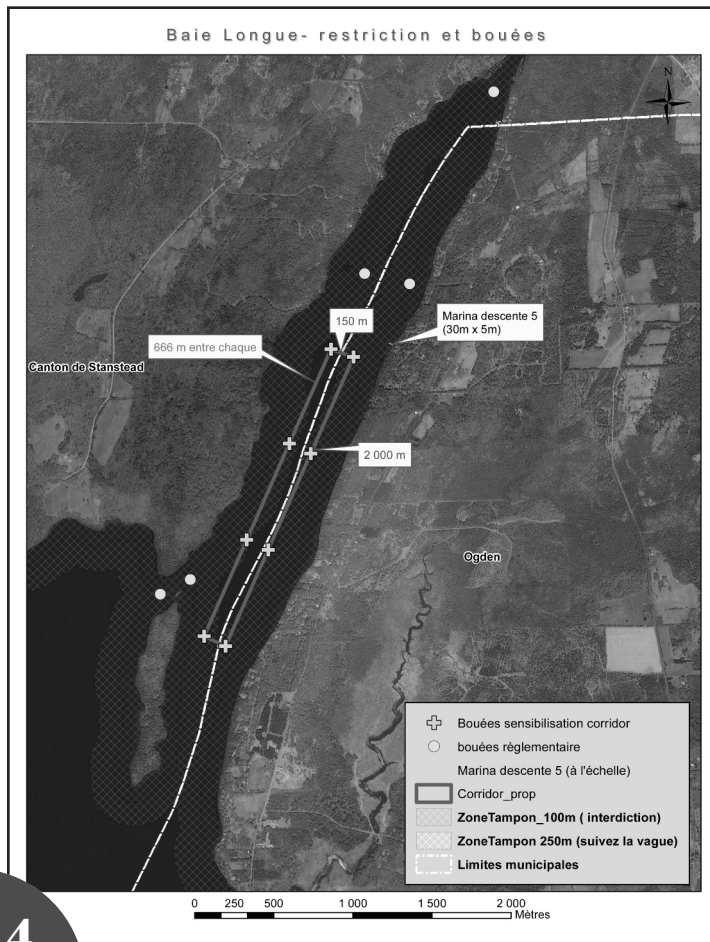 Baie Longue- restriction et bouées
N
Marina descente 5
(30m x 5m)
150 m
666 m entre chaque
Canton de Stanstead
2 000 m
Ogden
Bouées sensibilisation corridor
bouées règlementaire
Marina descente 5 (à l'échelle)
Corridor_prop
ZoneTampon_100m ( interdiction)
ZoneTampon 250m (suivez la vague)
Limites municipales
0 250 500 1 000 1 500 2 000
Mètres
4